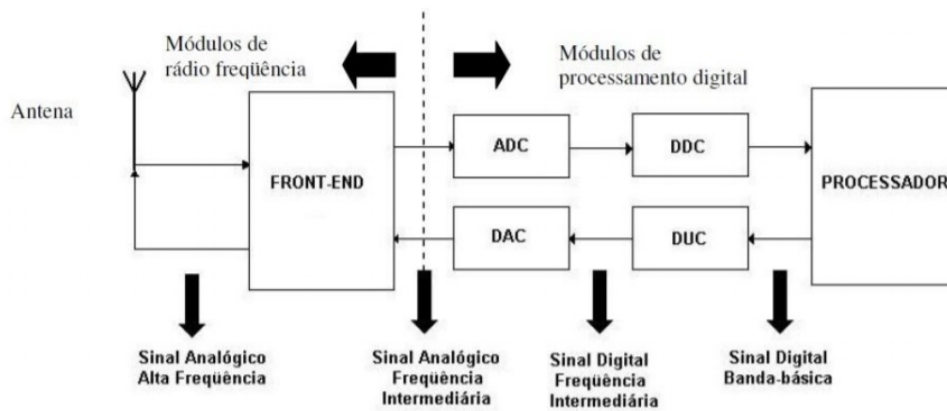 Módulos de
rádio freqüência
Módulos de
processamento digital
Antena
FRONT-END
ADC
DDC
PROCESSADOR
DAC
DUC
Sinal Analógico
Alta Freqüência
Sinal Analógico
Freqüência
Intermediária
Sinal Digital
Freqüência
Intermediária
Sinal Digital
Banda-básica